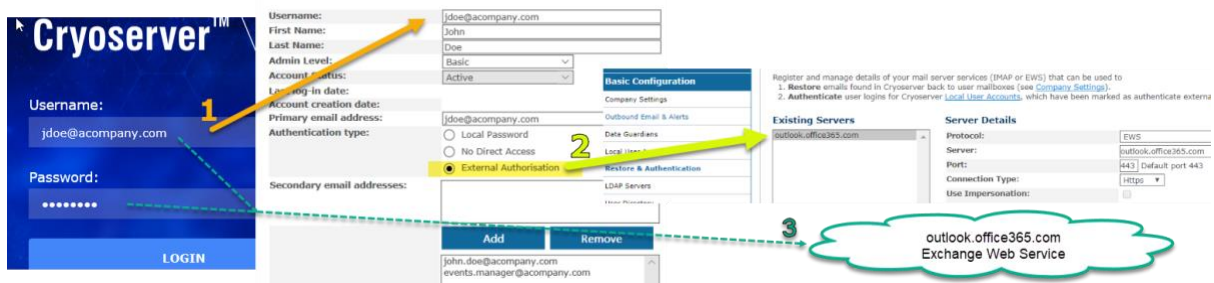 Cryoserver™
Username:
jdoe@acompany.com
Password:
LOGIN
1
Username: jdoe@acompany.com
First Name: John
Last Name: Doe
Admin Level: Basic
Account Status: Active
Last log-in date:
Account creation date:
Primary email address: jdoe@acompany.com
Authentication type: Local Password
No Direct Access
External Authorisation
Secondary email addresses:
Add Remove
john.doe@acompany.com
events.manager@acompany.com
2
Basic Configuration
Company Settings
Outbound Email & Alerts
Data Guardians
Local User
Restore & Authentication
LDAP Servers
User Directory
Register and manage details of your mail server services (IMAP or EWS) that can be used to
1. Restore emails found in Cryoserver back to user mailboxes (see Company Settings).
2. Authenticate user logins for Cryoserver Local User Accounts, which have been marked as authenticate externa
Existing Servers
outlook.office365.com
Server Details
Protocol: EWS
Server: outlook.office365.com
Port: 443 Default port 443
Connection Type: Https
Use Impersonation:
3
outlook.office365.com
Exchange Web Service